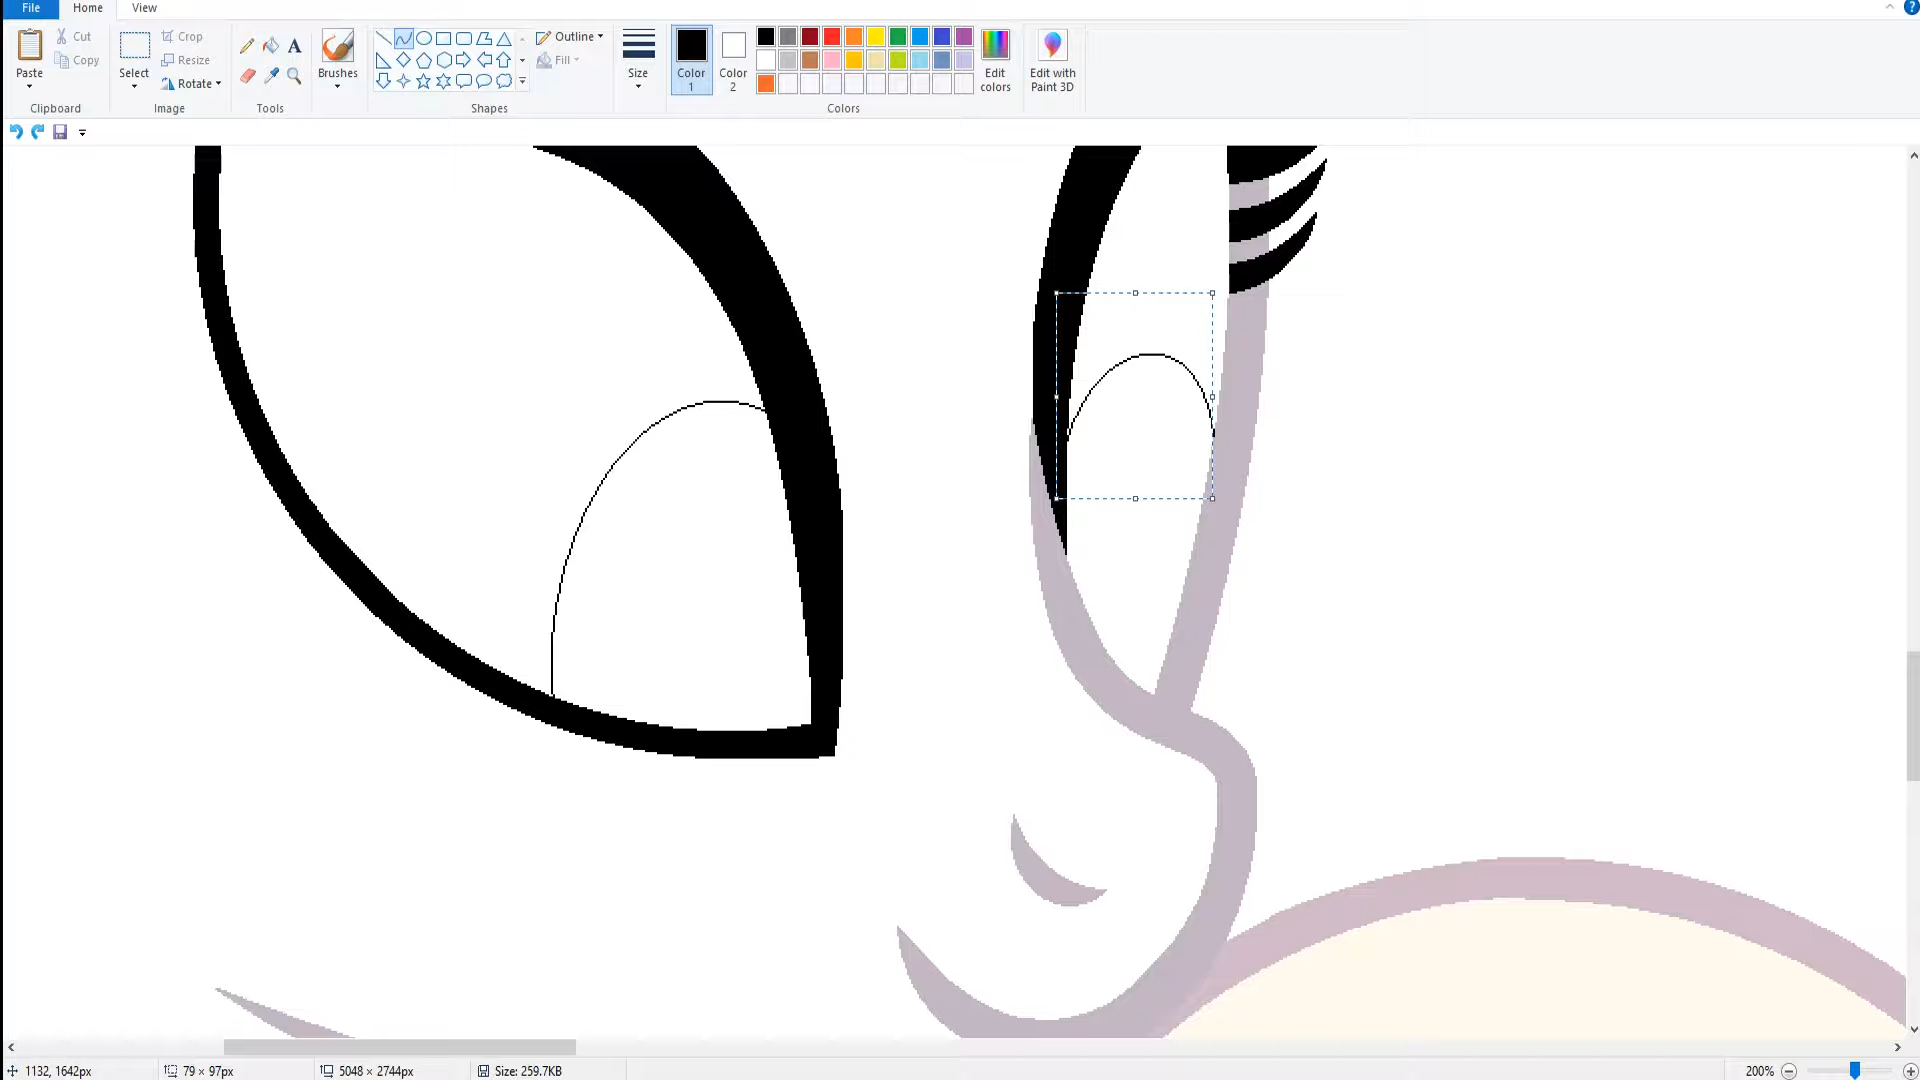 File Home View
Paste Cut Copy Clipboard
Select Crop Resize Rotate Image
A Tools
Brushes
Shapes Outline Fill
Size
Color 1 Color 2 Edit colors Colors
Edit with Paint 3D
1132, 1642px 79 × 97px 5048 × 2744px Size: 259.7KB 200%